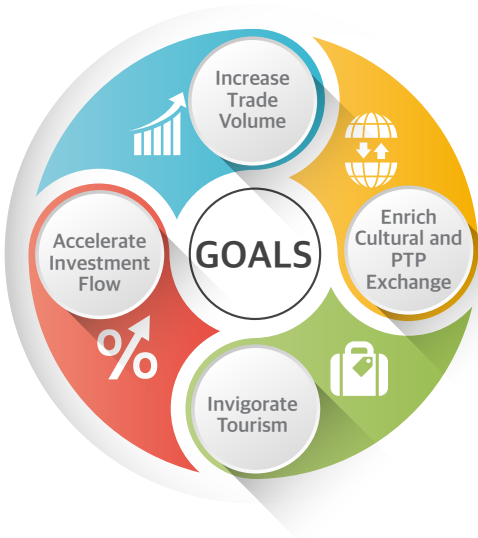 Increase
Trade
Volume
Enrich
Cultural and
PTP
Exchange
GOALS
Accelerate
Investment
Flow
%
Invigorate
Tourism